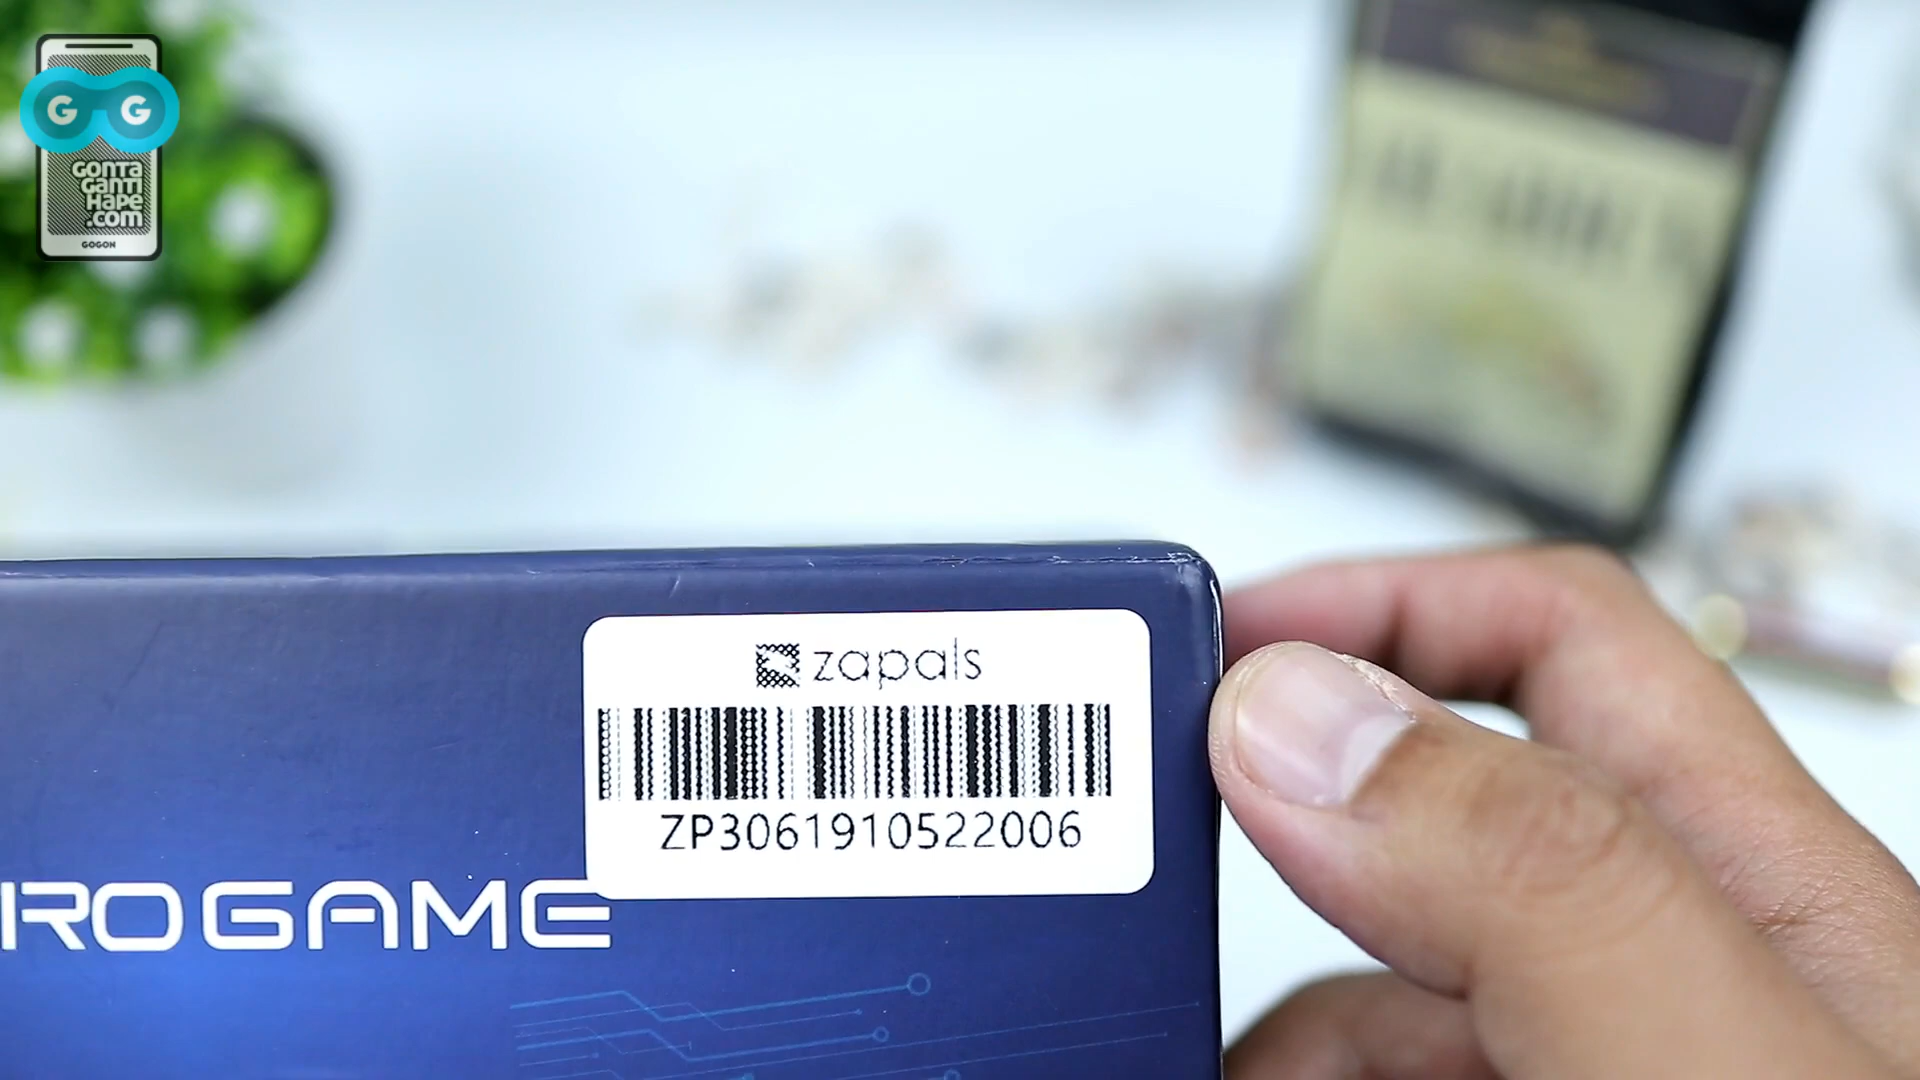 G G
GONTA
GANTI
HAPE
.com
GOGON
zapals
ZP3061910522006
ROGAME